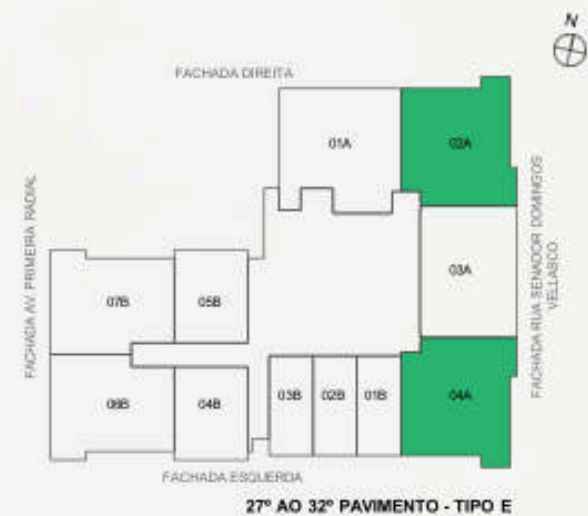 N
FACHADA DIREITA
01A
02A
FACHADA AV. PRIMEIRA RADIAL
FACHADA RUA SENADOR DOMINGOS
VELLASCO
03A
07B
05B
06B
04B
03B
02B
01B
04A
FACHADA ESQUERDA
27º AO 32º PAVIMENTO - TIPO E